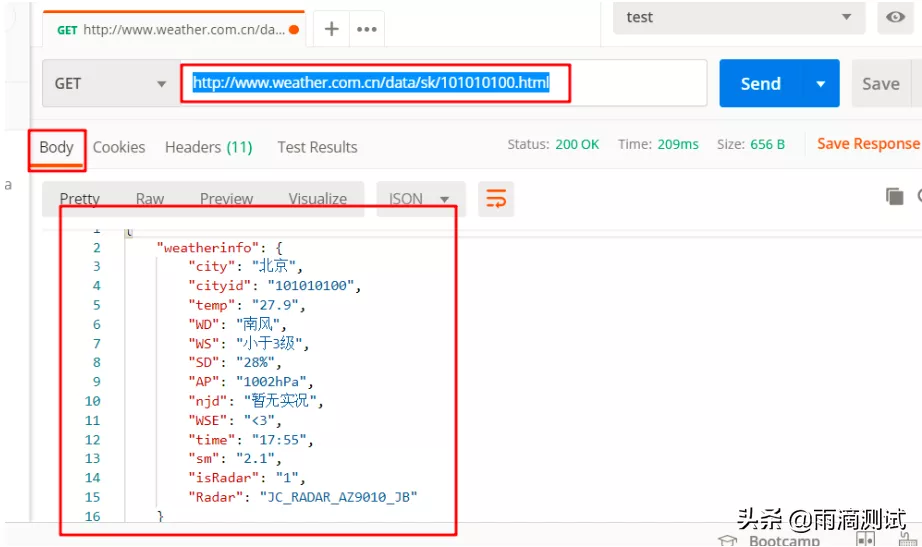 GET http://www.weather.com.cn/da... + ••• test
GET http://www.weather.com.cn/data/sk/101010100.html Send Save
Body Cookies Headers (11) Test Results Status: 200 OK Time: 209ms Size: 656 B Save Response
a
Pretty Raw Preview Visualize JSON
1 {
2 "weatherinfo": {
3 "city": "北京",
4 "cityid": "101010100",
5 "temp": "27.9",
6 "WD": "南风",
7 "WS": "小于3级",
8 "SD": "28%",
9 "AP": "1002hPa",
10 "njd": "暂无实况",
11 "WSE": "<3",
12 "time": "17:55",
13 "sm": "2.1",
14 "isRadar": "1",
15 "Radar": "JC_RADAR_AZ9010_JB"
16 }
头条 @雨滴测试
Bootcamp